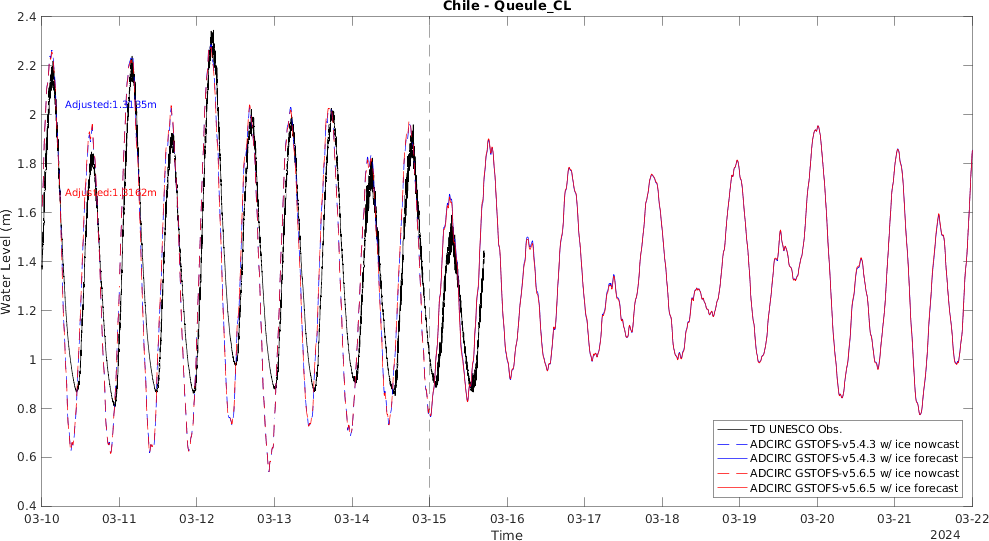 Chile - Queule_CL
Water Level (m)
2.4
2.2
2
1.8
1.6
1.4
1.2
1
0.8
0.6
0.4
Adjusted:1.3185m
Adjusted:1.3162m
TD UNESCO Obs.
ADCIRC GSTOFS-v5.4.3 w/ ice nowcast
ADCIRC GSTOFS-v5.4.3 w/ ice forecast
ADCIRC GSTOFS-v5.6.5 w/ ice nowcast
ADCIRC GSTOFS-v5.6.5 w/ ice forecast
03-10 03-11 03-12 03-13 03-14 03-15 03-16 03-17 03-18 03-19 03-20 03-21 03-22
Time
2024